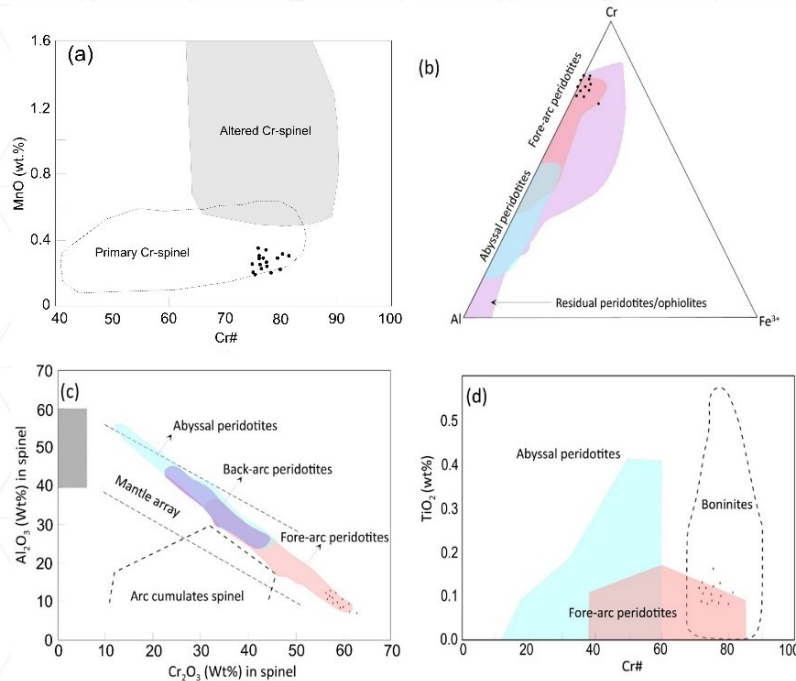 (a)
1.6
1.2
0.8
0.4
0
MnO (wt.%)
Altered Cr-spinel
Primary Cr-spinel
40 50 60 70 80 90 100
Cr#
(b)
Cr
Fore-arc peridotites
Abyssal peridotites
Residual peridotites/ophiolites
Al
Fe³⁺
(c)
70
60
50
40
30
20
10
0
Al₂O₃ (Wt%) in spinel
Abyssal peridotites
Back-arc peridotites
Mantle array
Fore-arc peridotites
Arc cumulates spinel
0 10 20 30 40 50 60 70
Cr₂O₃ (Wt%) in spinel
(d)
0.5
0.4
0.3
0.2
0.1
0.0
TiO₂ (wt%)
Abyssal peridotites
Boninites
Fore-arc peridotites
0 20 40 60 80 100
Cr#